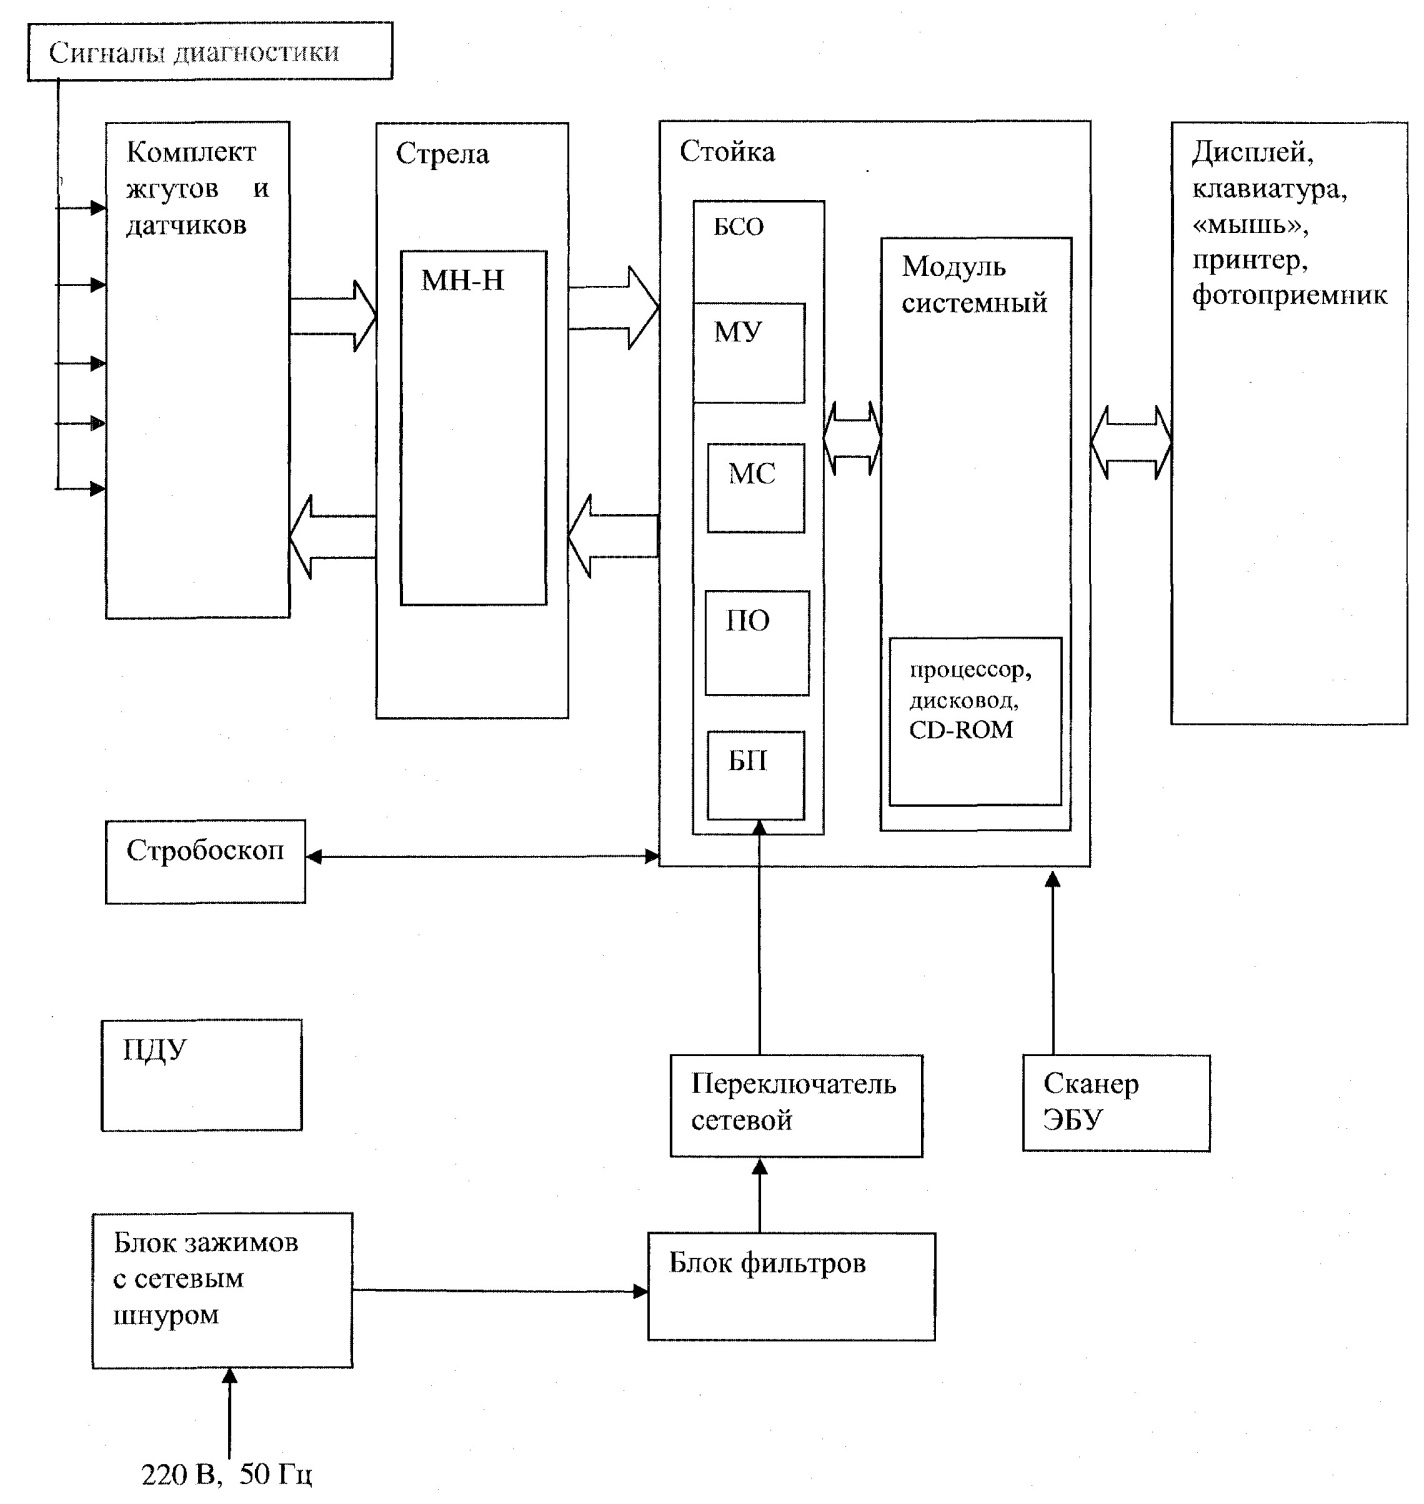 Сигналы диагностики
Комплект
жгутов и
датчиков
Стрела
МН-Н
Стойка
БСО
МУ
МС
ПО
БП
Модуль
системный
процессор,
дисковод,
CD-ROM
Дисплей,
клавиатура,
«мышь»,
принтер,
фотоприемник
Стробоскоп
ПДУ
Переключатель
сетевой
Сканер
ЭБУ
Блок зажимов
с сетевым
шнуром
Блок фильтров
220 В, 50 Гц